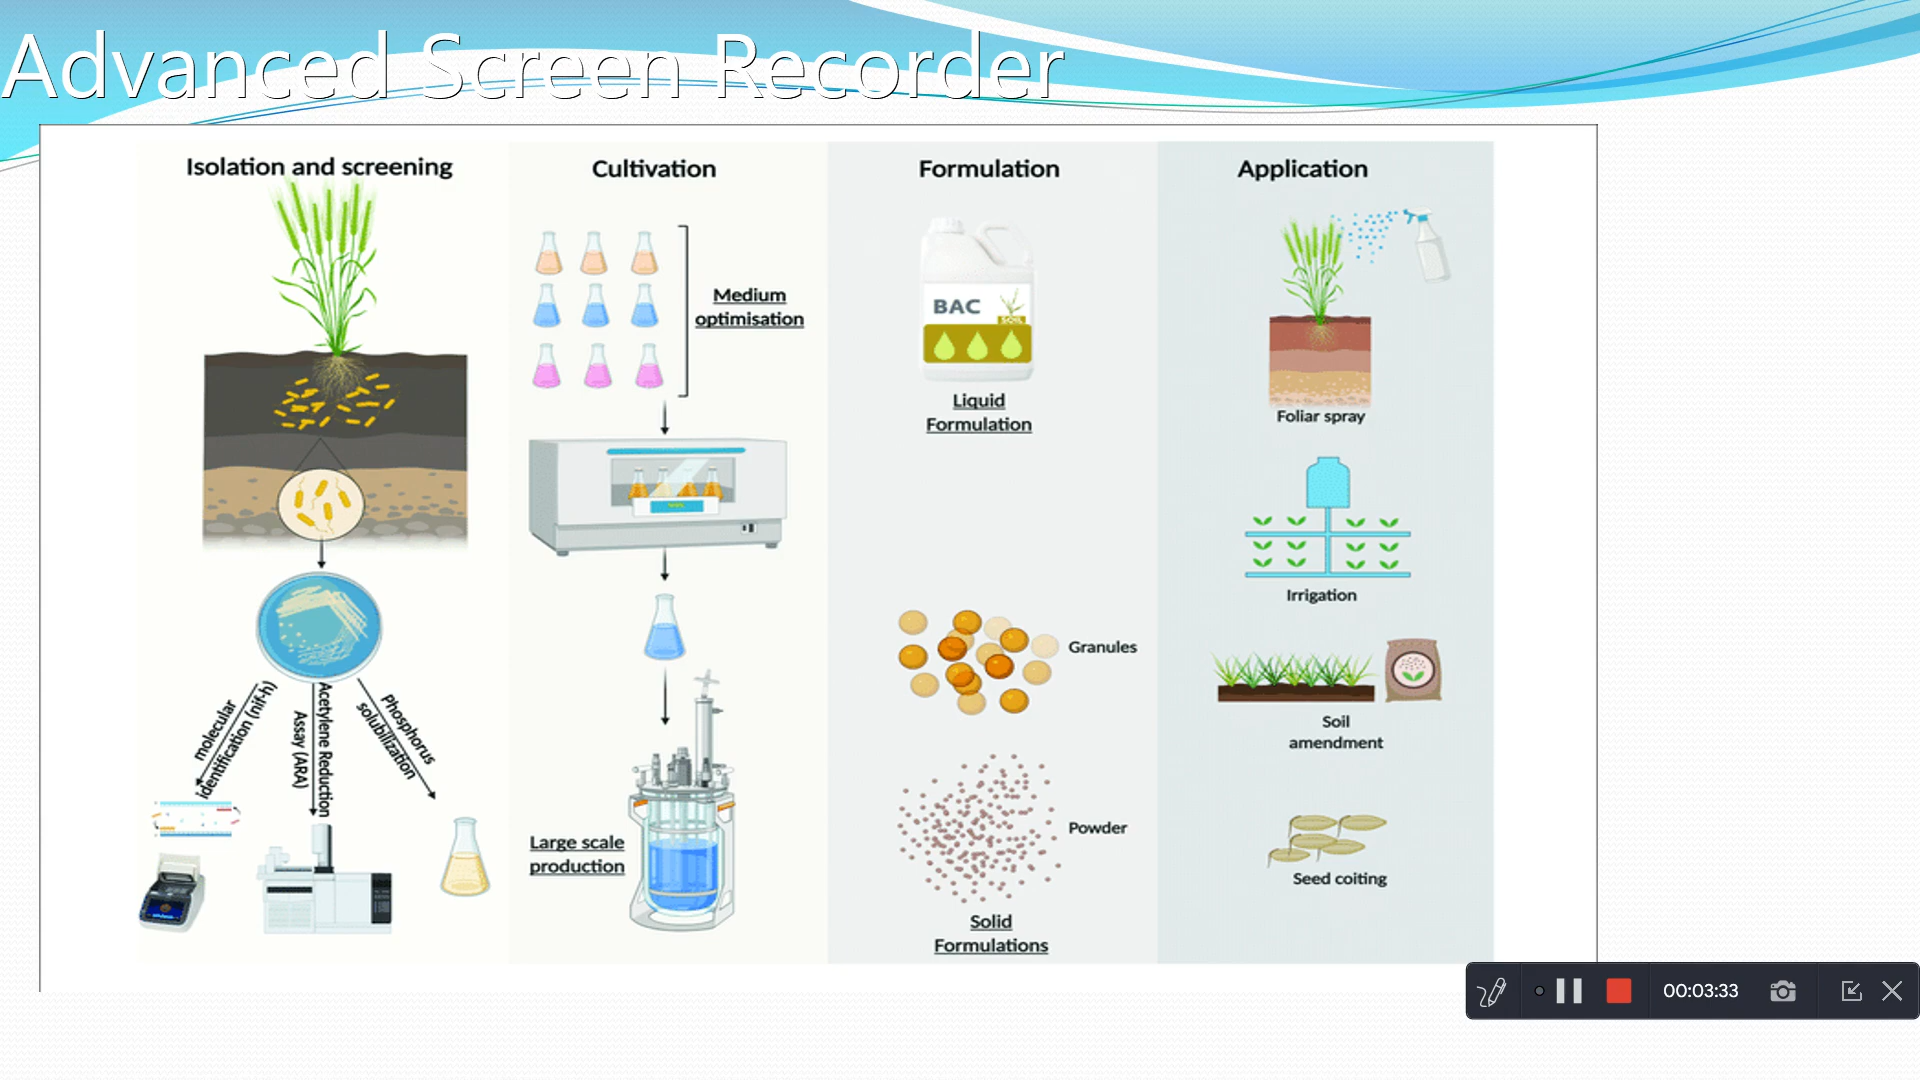 Advanced Screen Recorder
Isolation and screening
molecular
identification (nif-h)
Acetylene Reduction
Assay (ARA)
Phosphorus
solubilization
Cultivation
Medium
optimisation
Large scale
production
Formulation
BAC
SOIL
Liquid
Formulation
Granules
Powder
Solid
Formulations
Application
Foliar spray
Irrigation
Soil
amendment
Seed coiting
00:03:33